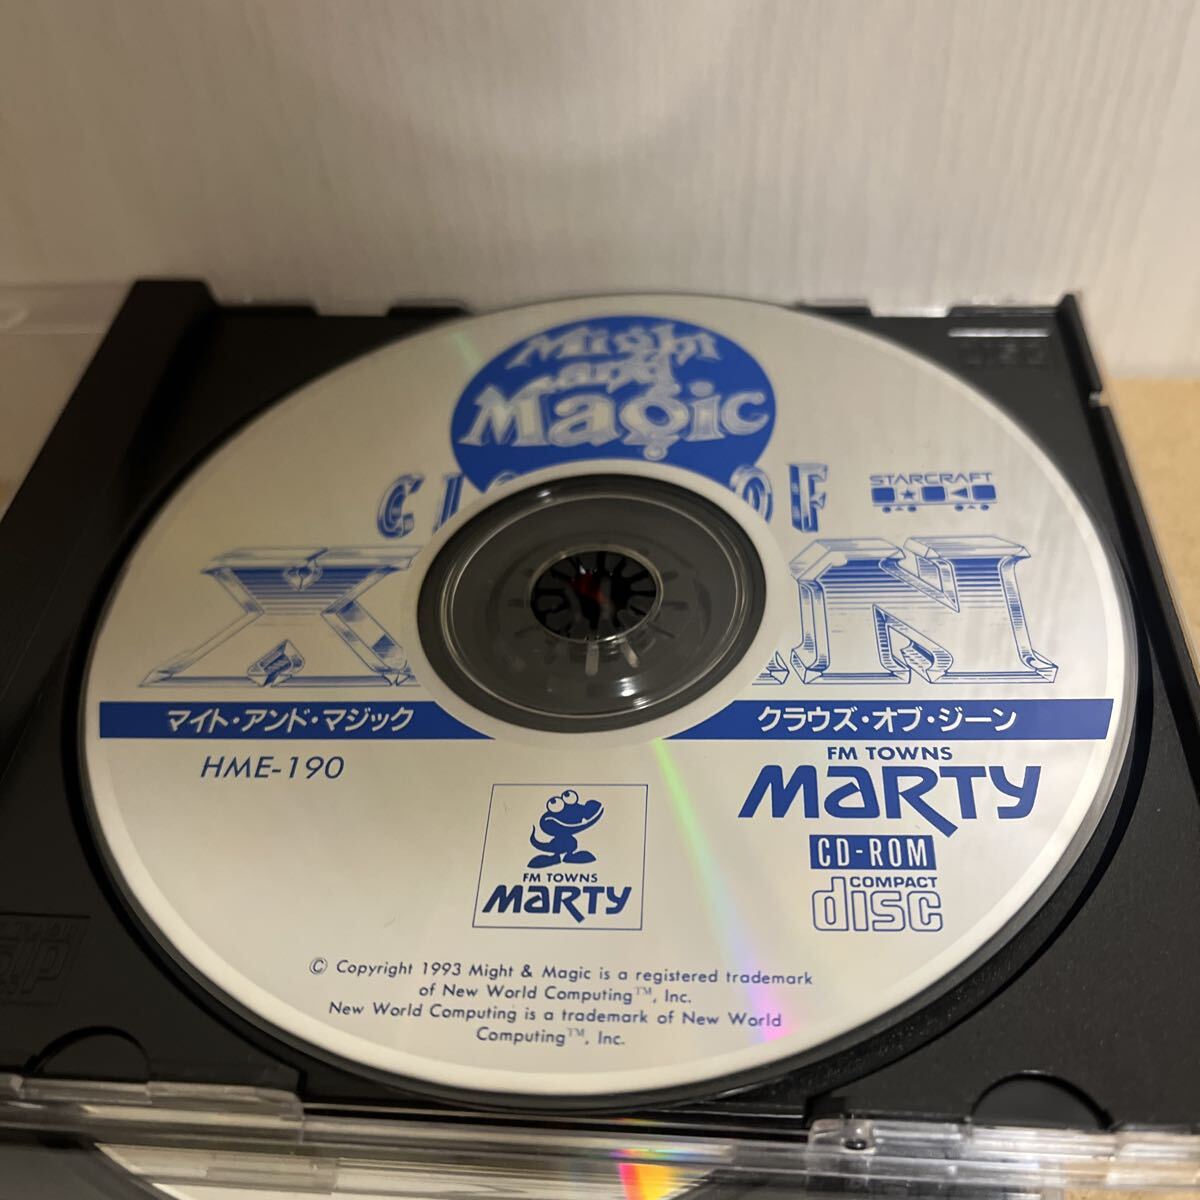 Might
and
Magic
OF
STARCRAFT
マイト・アンド・マジック
クラウズ・オブ・ジーン
HME-190
FM TOWNS
MARTY
CD-ROM
COMPACT
disc
FM TOWNS
MARTY
© Copyright 1993 Might & Magic is a registered trademark
of New World Computing™, Inc.
New World Computing is a trademark of New World
Computing™, Inc.